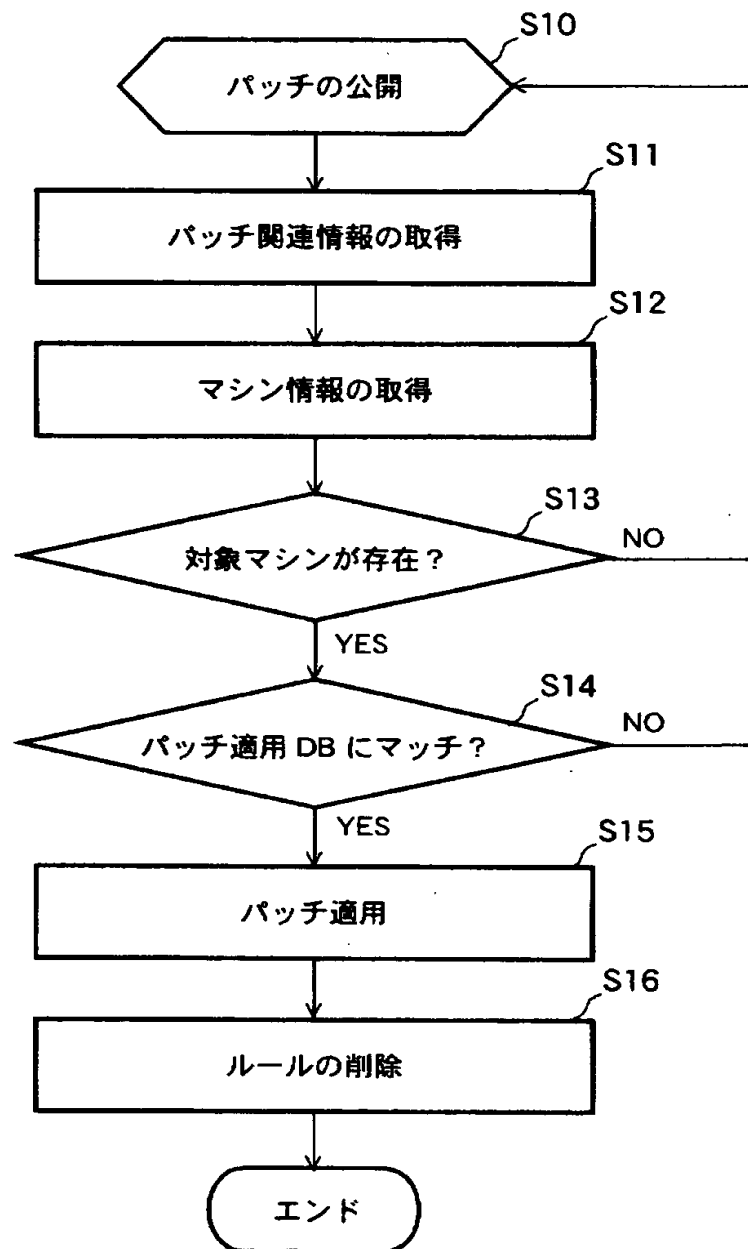 S10
パッチの公開
S11
パッチ関連情報の取得
S12
マシン情報の取得
S13
対象マシンが存在？
NO
YES
S14
パッチ適用 DB にマッチ？
NO
YES
S15
パッチ適用
S16
ルールの削除
エンド